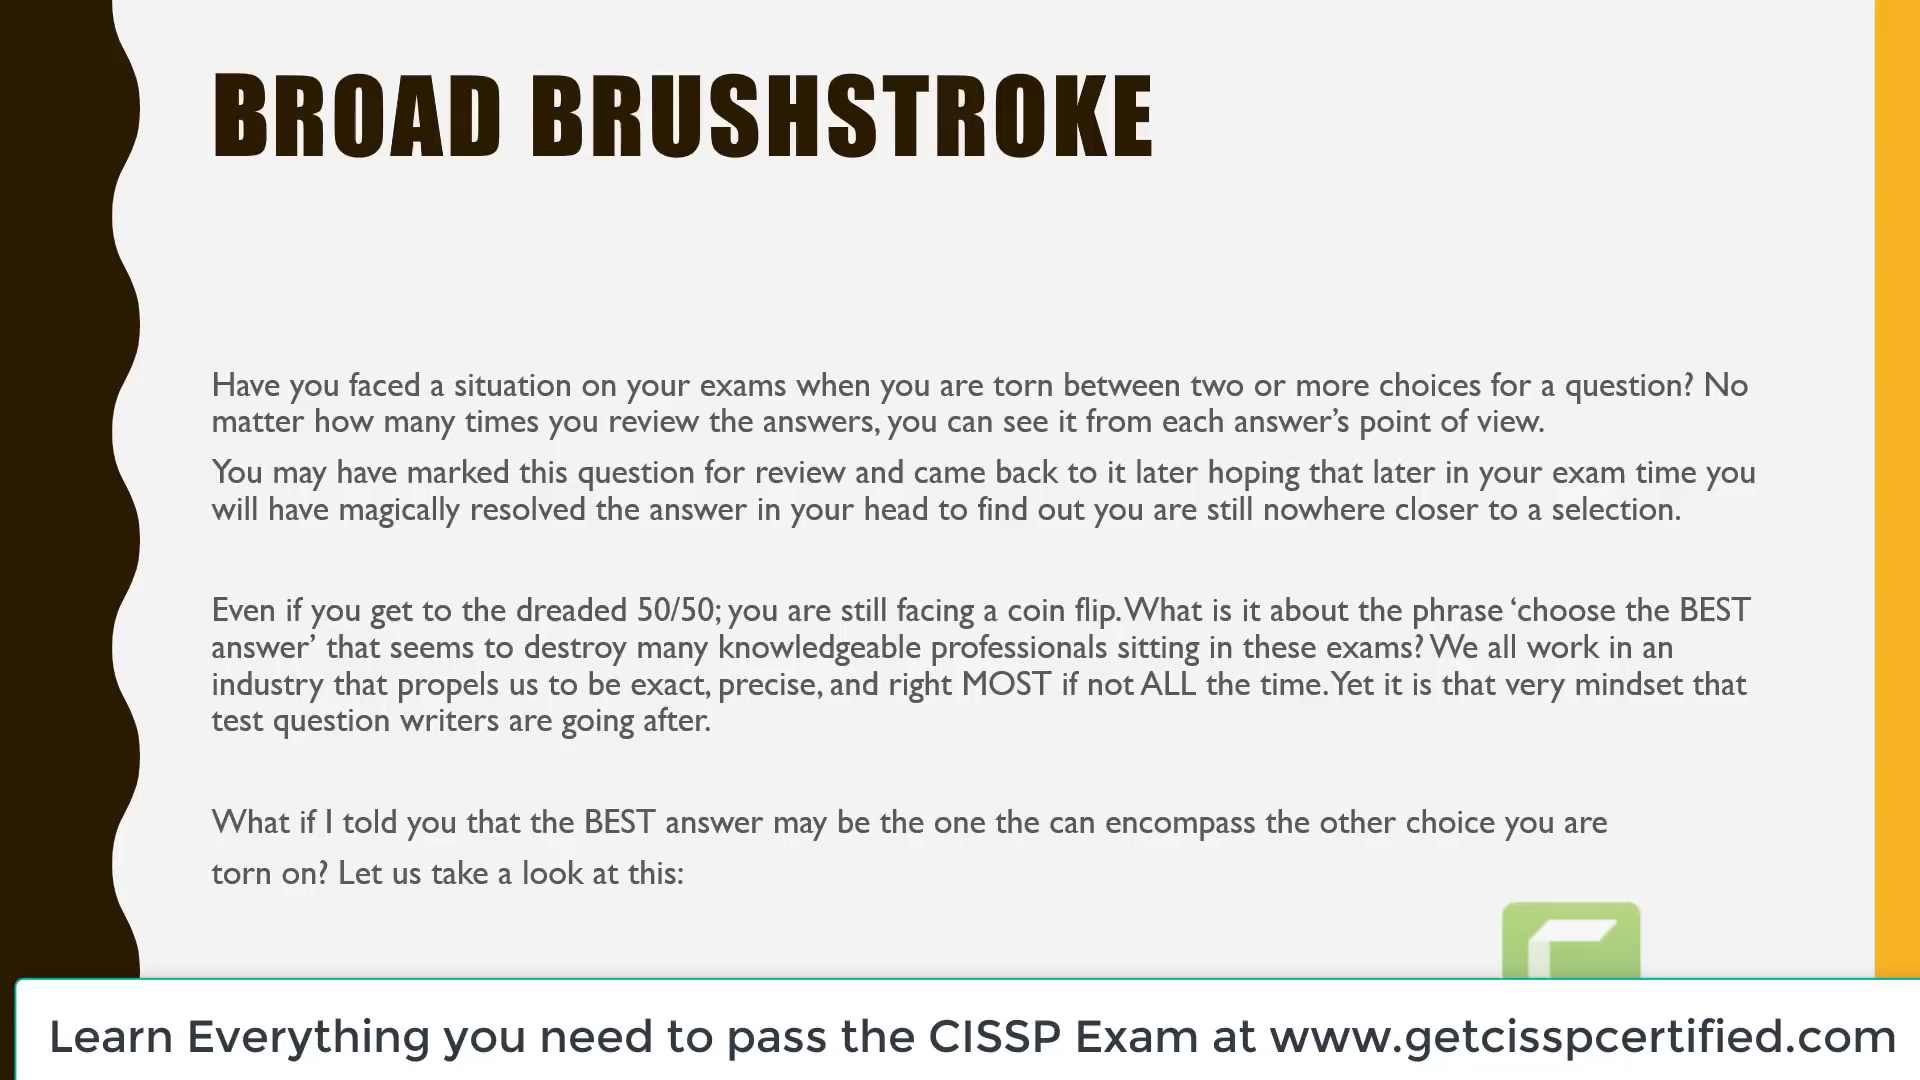 BROAD BRUSHSTROKE
Have you faced a situation on your exams when you are torn between two or more choices for a question? No
matter how many times you review the answers, you can see it from each answer’s point of view.
You may have marked this question for review and came back to it later hoping that later in your exam time you
will have magically resolved the answer in your head to find out you are still nowhere closer to a selection.
Even if you get to the dreaded 50/50; you are still facing a coin flip. What is it about the phrase ‘choose the BEST
answer’ that seems to destroy many knowledgeable professionals sitting in these exams? We all work in an
industry that propels us to be exact, precise, and right MOST if not ALL the time. Yet it is that very mindset that
test question writers are going after.
What if I told you that the BEST answer may be the one the can encompass the other choice you are
torn on? Let us take a look at this:
Learn Everything you need to pass the CISSP Exam at www.getcisspcertified.com